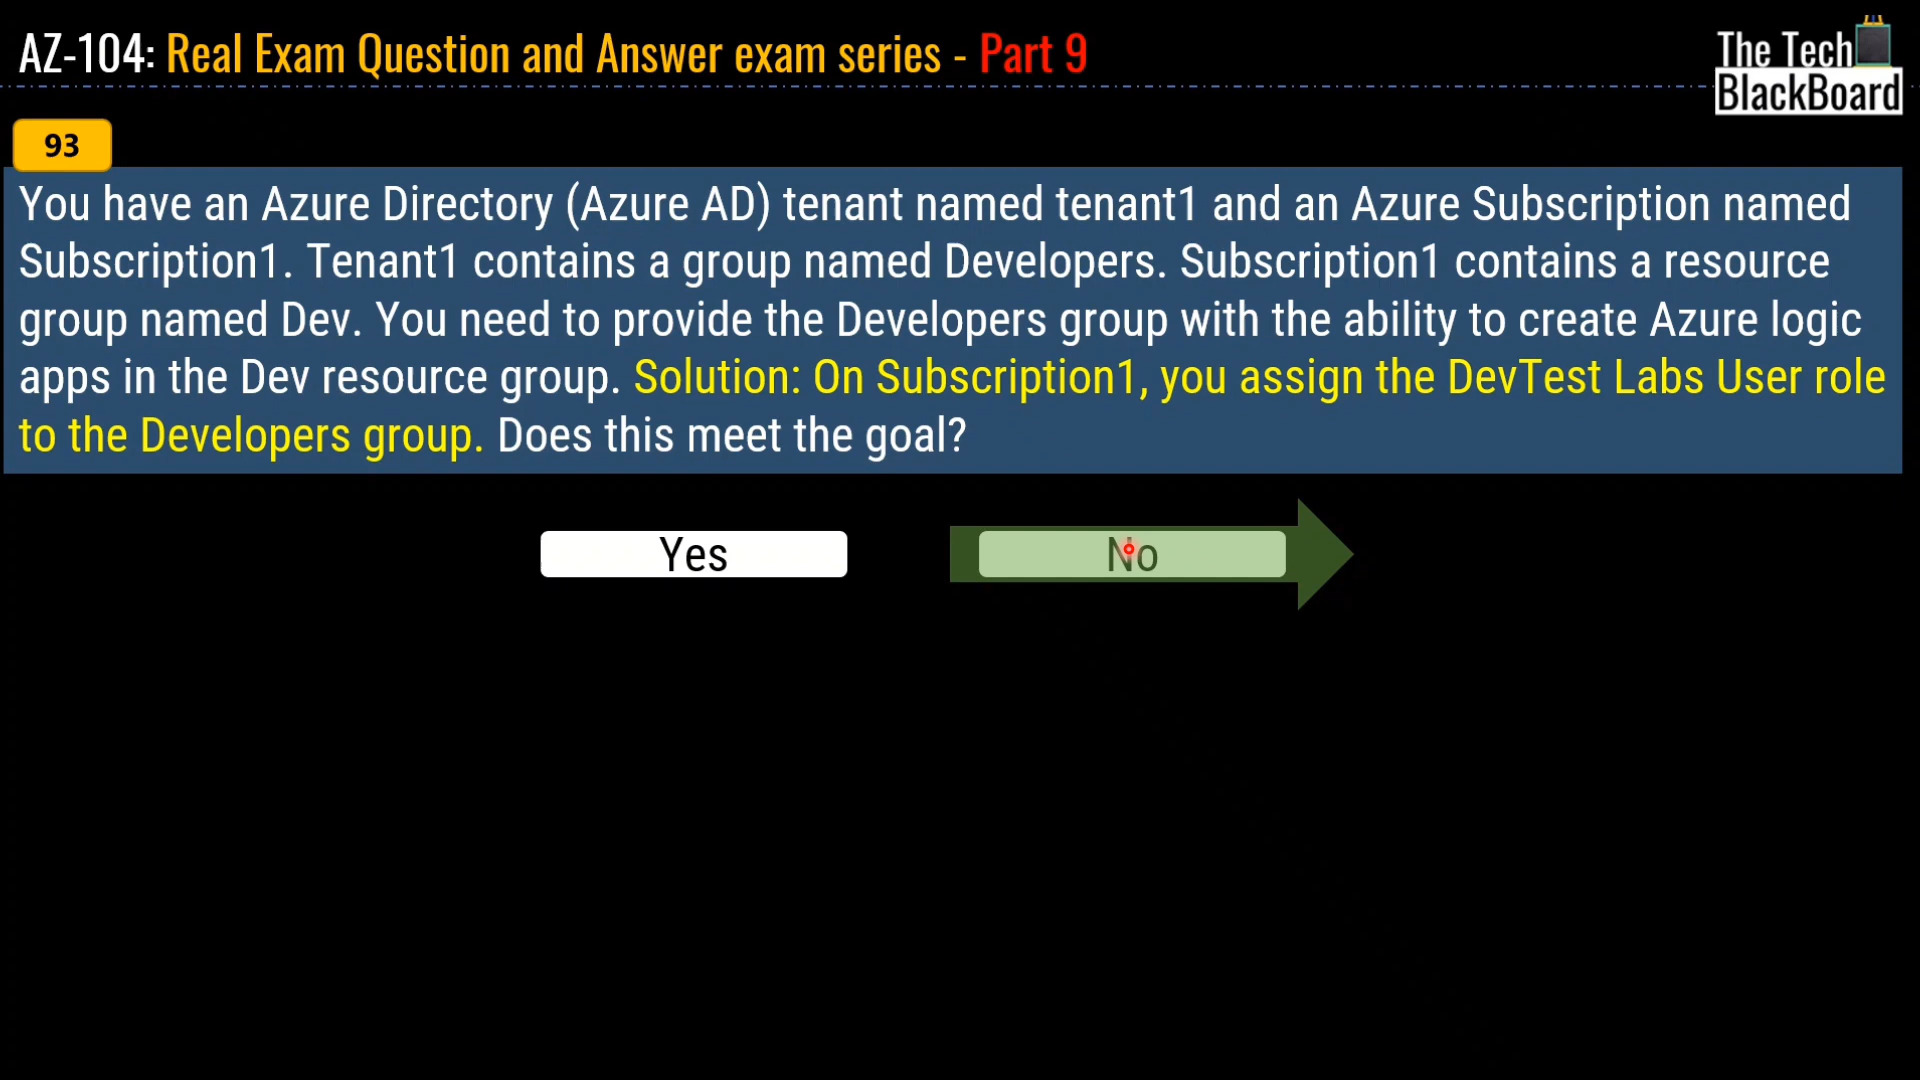 AZ-104: Real Exam Question and Answer exam series - Part 9
The Tech
BlackBoard
93
You have an Azure Directory (Azure AD) tenant named tenant1 and an Azure Subscription named
Subscription1. Tenant1 contains a group named Developers. Subscription1 contains a resource
group named Dev. You need to provide the Developers group with the ability to create Azure logic
apps in the Dev resource group. Solution: On Subscription1, you assign the DevTest Labs User role
to the Developers group. Does this meet the goal?
Yes
No